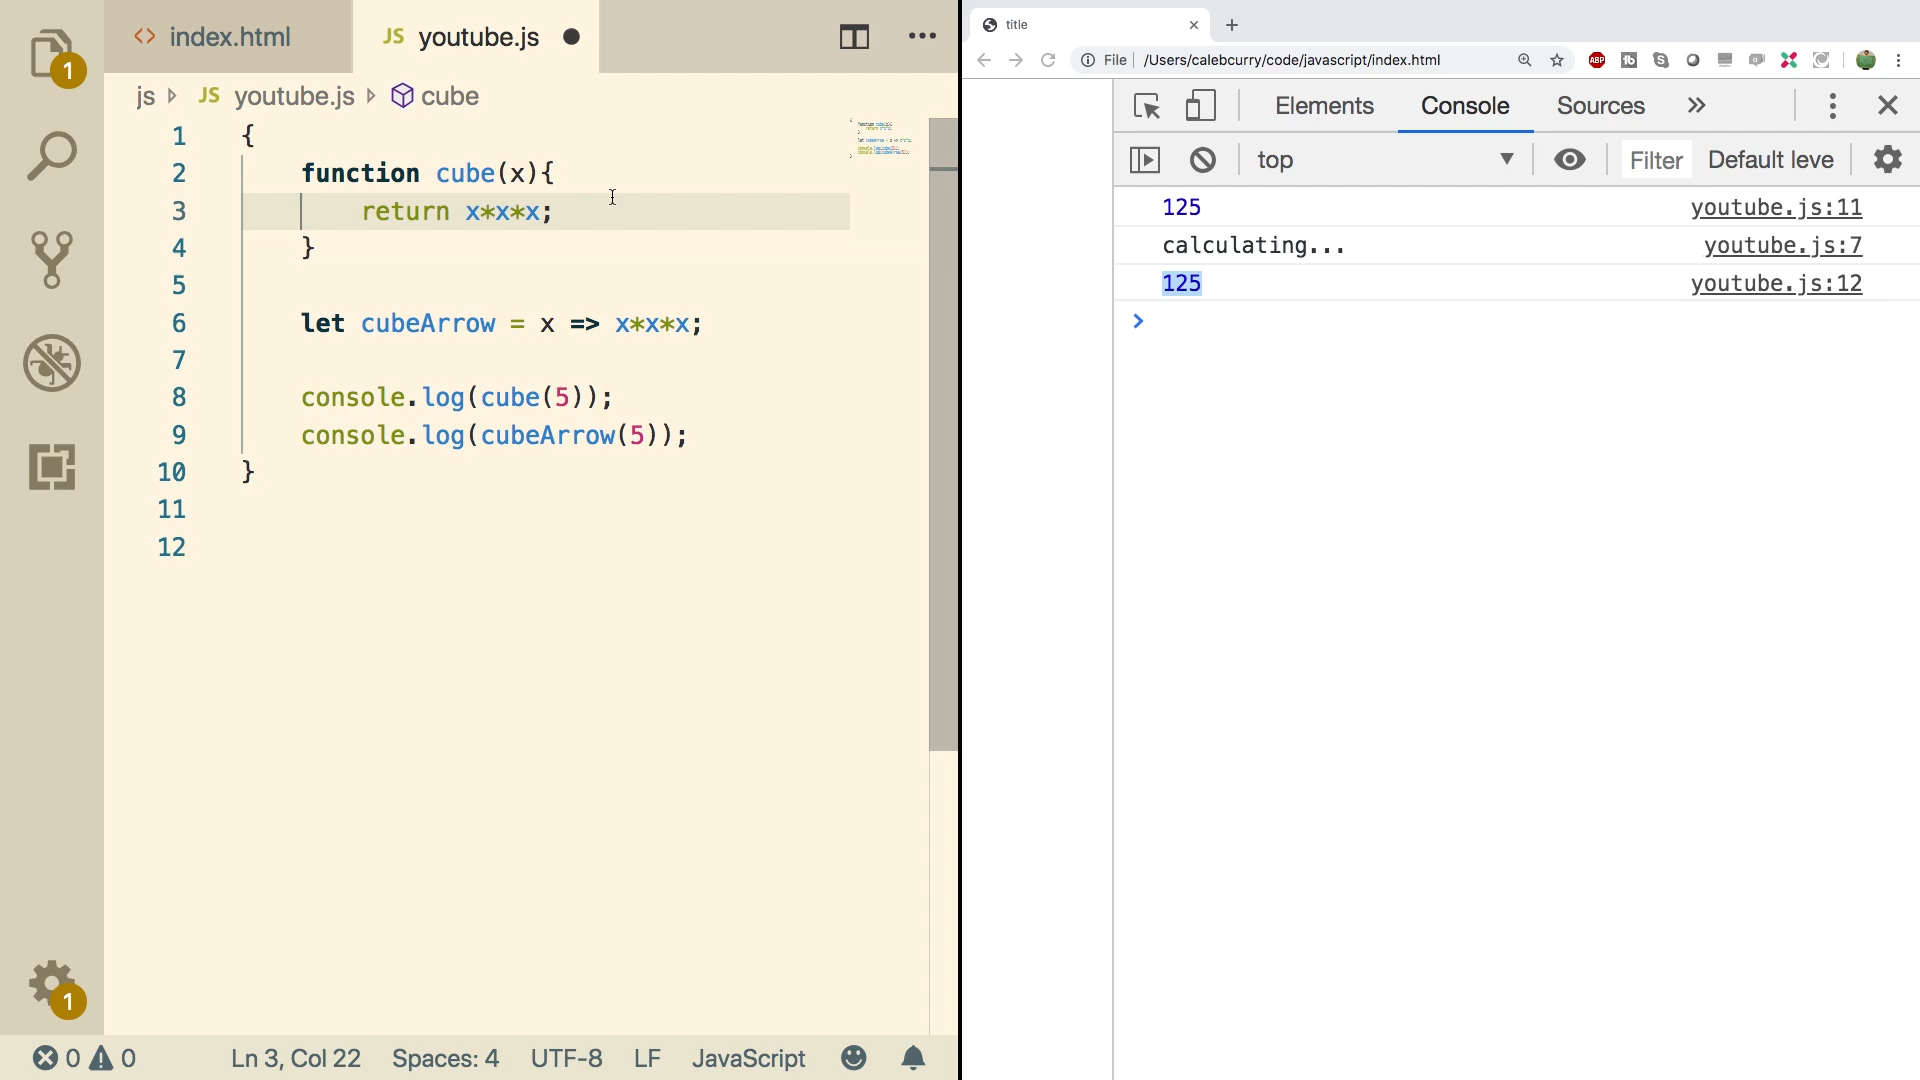 index.html
JS youtube.js
js JS youtube.js cube
1 {
2 function cube(x){
3 return x*x*x;
4 }
5
6 let cubeArrow = x => x*x*x;
7
8 console.log(cube(5));
9 console.log(cubeArrow(5));
10 }
11
12
1
1
0 0 Ln 3, Col 22 Spaces: 4 UTF-8 LF JavaScript
title
File /Users/calebcurry/code/javascript/index.html ABP
Elements Console Sources
top Filter Default leve
125 youtube.js:11
calculating... youtube.js:7
125 youtube.js:12